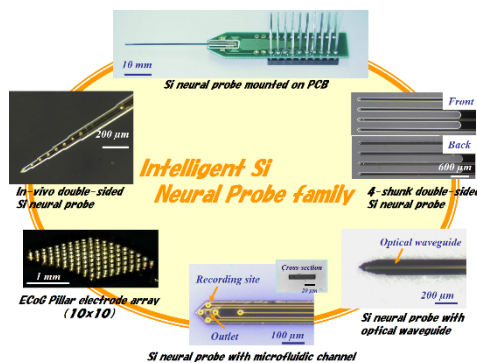 10 mm
Si neural probe mounted on PCB
200 µm
In-vivo double-sided
Si neural probe
Front
Back
600 µm
4-shunk double-sided
Si neural probe
Intelligent Si
Neural Probe family
1 mm
ECoG Pillar electrode array
(10×10)
Recording site
Cross-section
20 µm
Outlet
100 µm
Si neural probe with microfluidic channel
Optical waveguide
200 µm
Si neural probe with
optical waveguide